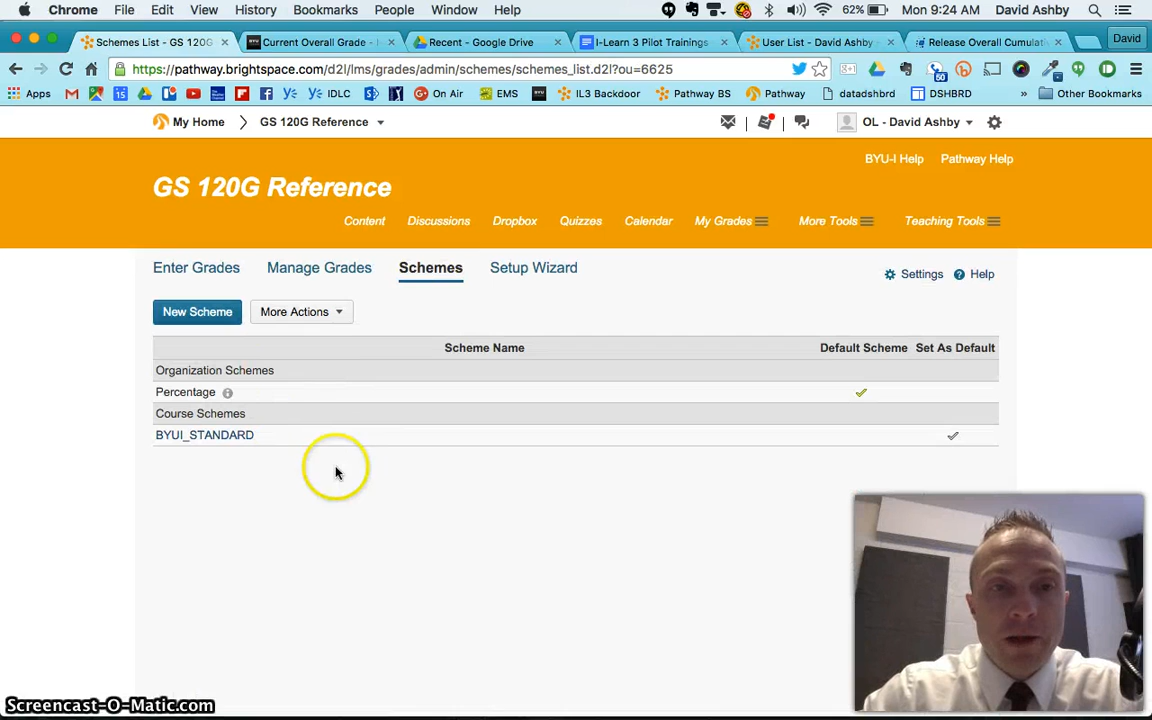 Chrome File Edit View History Bookmarks People Window Help 62% Mon 9:24 AM David Ashby
Schemes List - GS 120G Current Overall Grade - Recent - Google Drive I-Learn 3 Pilot Trainings User List - David Ashby Release Overall Cumulati David
https://pathway.brightspace.com/d2l/lms/grades/admin/schemes/schemes_list.d2l?ou=6625
Apps IDLC On Air EMS IL3 Backdoor Pathway BS Pathway datadshbrd DSHBRD » Other Bookmarks
My Home GS 120G Reference OL - David Ashby
BYU-I Help Pathway Help
GS 120G Reference
Content Discussions Dropbox Quizzes Calendar My Grades More Tools Teaching Tools
Enter Grades Manage Grades Schemes Setup Wizard
Settings Help
New Scheme More Actions
Scheme Name Default Scheme Set As Default
Organization Schemes
Percentage
Course Schemes
BYUI_STANDARD
Screencast-O-Matic.com